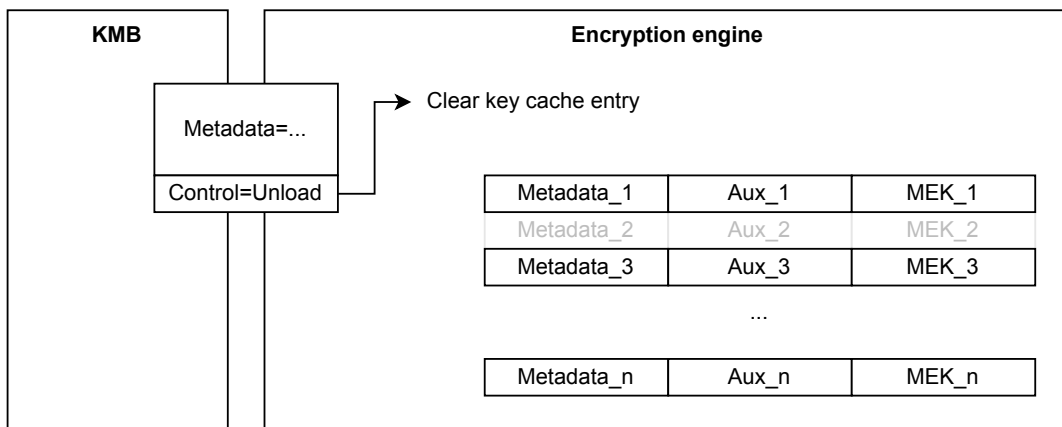 KMB
Encryption engine
Metadata=...
Control=Unload
Clear key cache entry
Metadata_1 Aux_1 MEK_1
Metadata_2 Aux_2 MEK_2
Metadata_3 Aux_3 MEK_3
...
Metadata_n Aux_n MEK_n